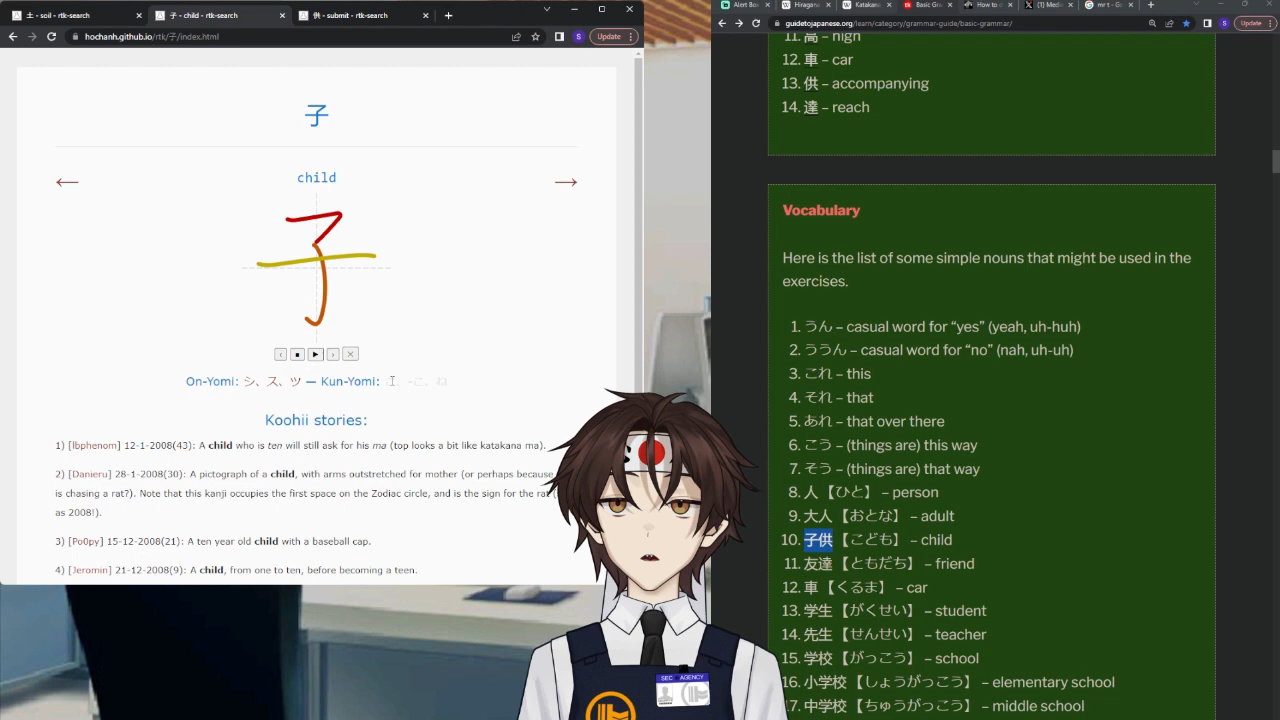 土 - soil - rtk-search
子 - child - rtk-search
供 - submit - rtk-search
hochanh.github.io/rtk/子/index.html
S
Update
子
child
On-Yomi: シ、ス、ツ — Kun-Yomi:
Koohii stories:
1) [lbphenom] 12-1-2008(43): A child who is ten will still ask for his ma (top looks a bit like katakana ma).
2) [Danieru] 28-1-2008(30): A pictograph of a child, with arms outstretched for mother (or perhaps because
is chasing a rat?). Note that this kanji occupies the first space on the Zodiac circle, and is the sign for the rat
as 2008!).
3) [Po0py] 15-12-2008(21): A ten year old child with a baseball cap.
4) [Jeromin] 21-12-2008(9): A child, from one to ten, before becoming a teen.
Alert Box
Hiragana
Katakana
Basic Gr
How to d
(Medi
mr t - Go
guidetojapanese.org/learn/category/grammar-guide/basic-grammar/
S
Update
11. 高 – high
12. 車 – car
13. 供 – accompanying
14. 達 – reach
Vocabulary
Here is the list of some simple nouns that might be used in the
exercises.
1. うん – casual word for “yes” (yeah, uh-huh)
2. ううん – casual word for “no” (nah, uh-uh)
3. これ – this
4. それ – that
5. あれ – that over there
6. こう – (things are) this way
7. そう – (things are) that way
8. 人 【ひと】 – person
9. 大人 【おとな】 – adult
10. 子供 【こども】 – child
11. 友達 【ともだち】 – friend
12. 車 【くるま】 – car
13. 学生 【がくせい】 – student
14. 先生 【せんせい】 – teacher
15. 学校 【がっこう】 – school
16. 小学校 【しょうがっこう】 – elementary school
17. 中学校 【ちゅうがっこう】 – middle school
SEC AGENCY